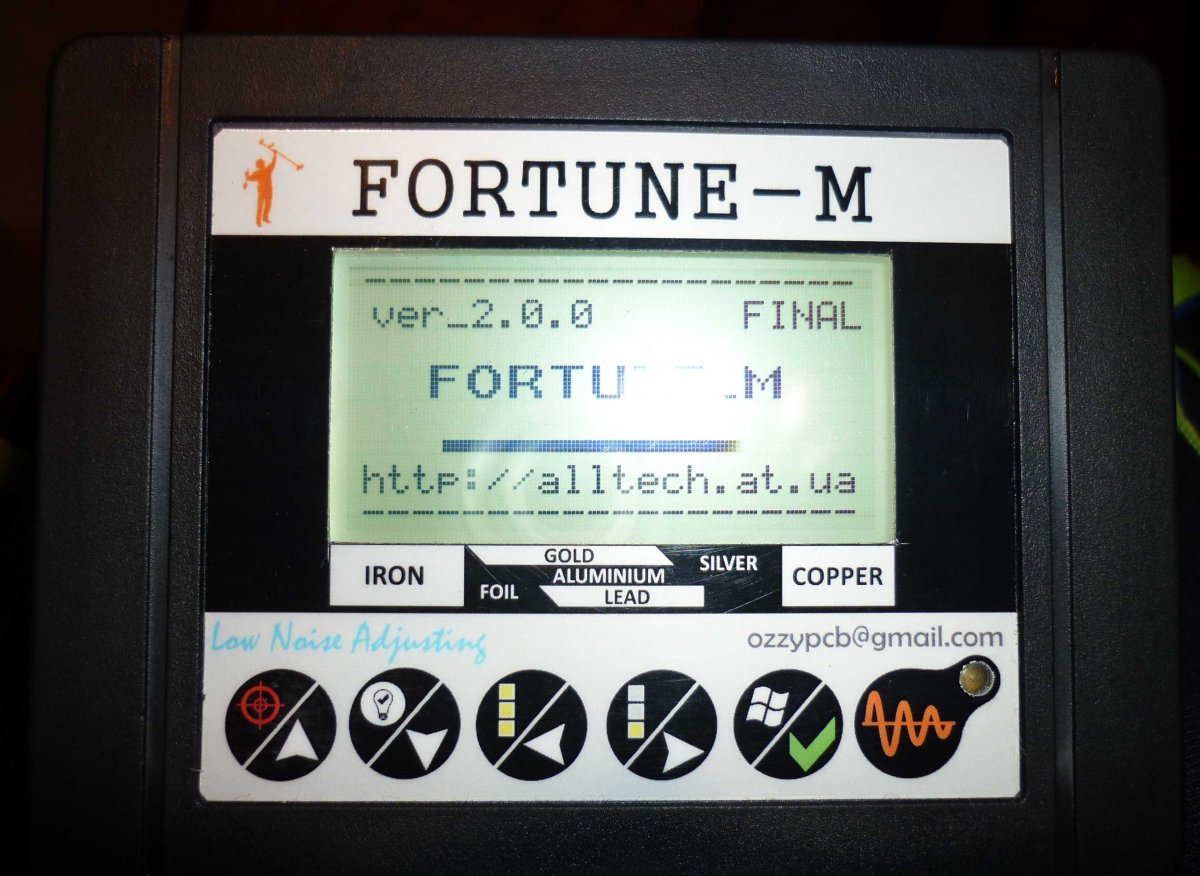 FORTUNE-M
ver_2.0.0 FINAL
FORTU M
http://alltech.at.ua
IRON
GOLD
ALUMINIUM
FOIL
LEAD
SILVER
COPPER
Low Noise Adjusting
ozzypcb@gmail.com